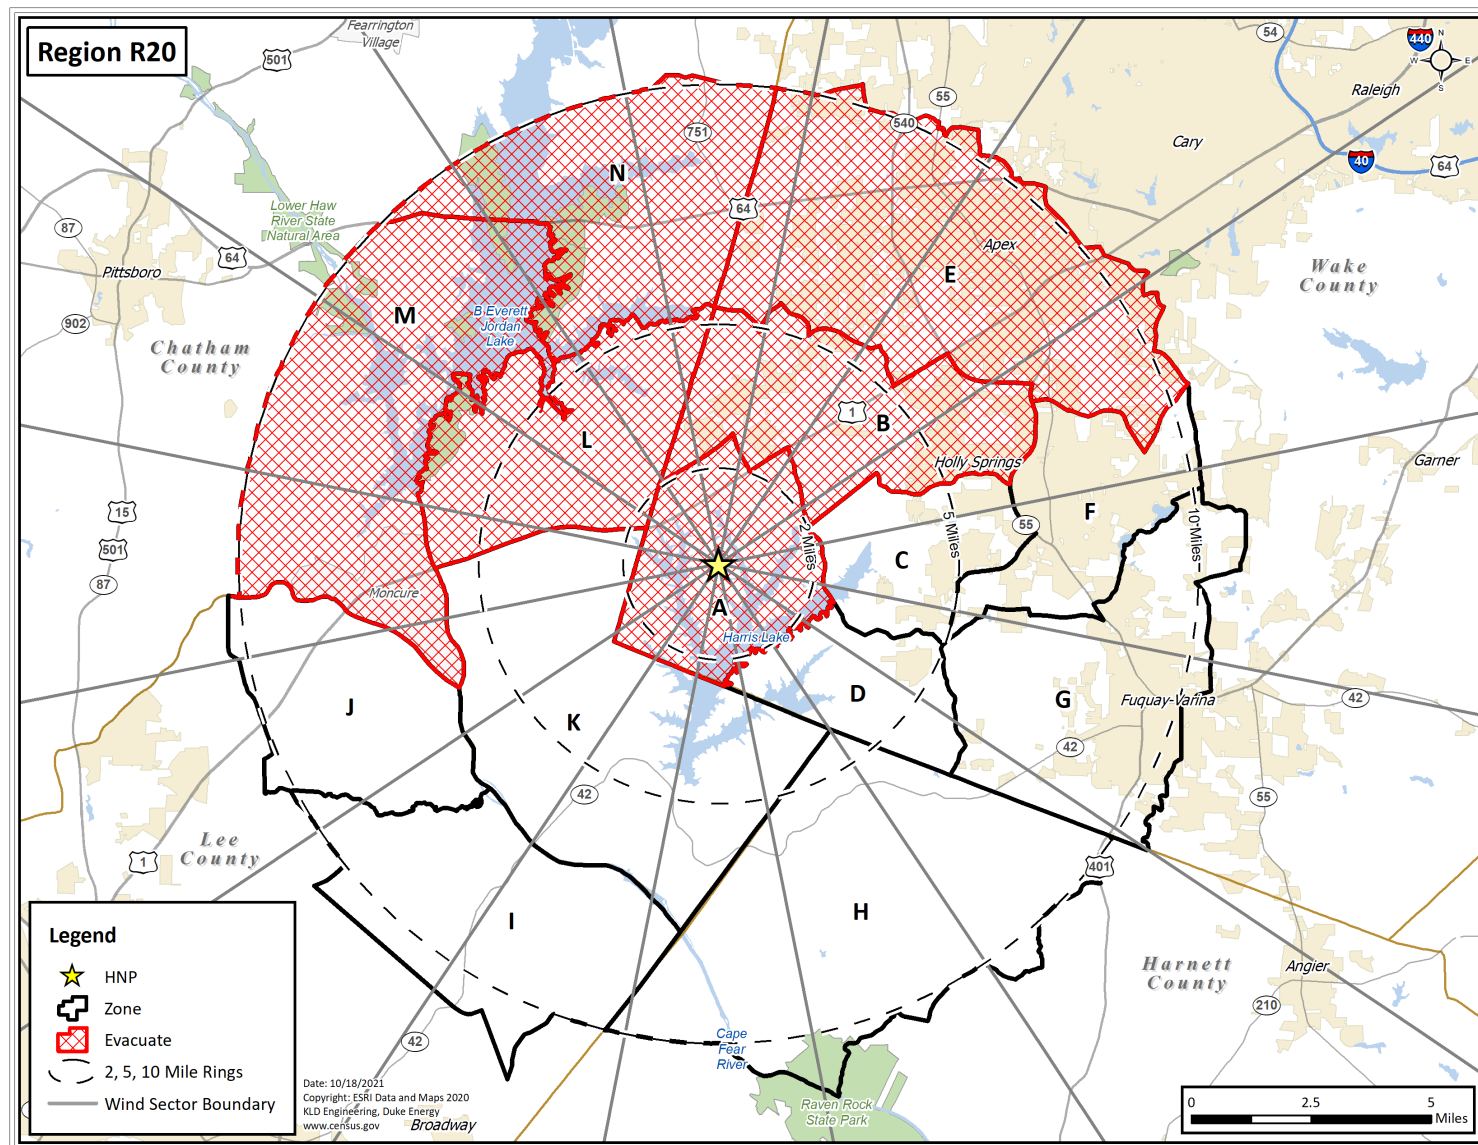 Region R20
Fearrington
Village
501
54
440
N
W
E
S
Raleigh
55
540
751
Cary
40
64
N
Lower Haw
River State
Natural Area
87
64
Pittsboro
64
Apex
E
Wake
County
M
B Everett
Jordan
Lake
902
Chatham
County
1
B
L
Holly Springs
Garner
15
501
87
55
F
5 Miles
10 Miles
2 Miles
C
Moncure
A
Harris Lake
J
K
D
G
Fuquay-Varina
42
42
42
55
Lee
County
1
401
I
H
Harnett
County
Angier
210
Legend
HNP
Zone
Evacuate
2, 5, 10 Mile Rings
Wind Sector Boundary
42
Cape
Fear
River
Raven Rock
State Park
Date: 10/18/2021
Copyright: ESRI Data and Maps 2020
KLD Engineering, Duke Energy
www.census.gov
Broadway
0
2.5
5
Miles